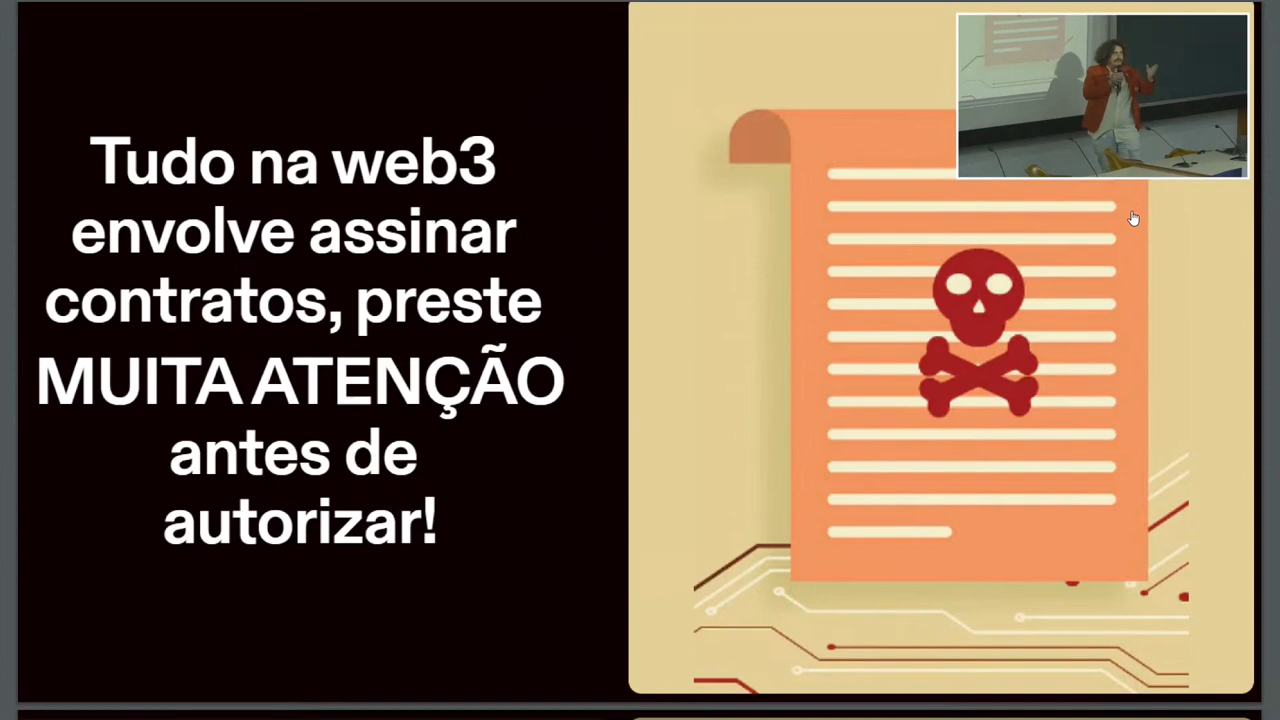 Tudo na web3
envolve assinar
contratos, preste
MUITA ATENÇÃO
antes de
autorizar!